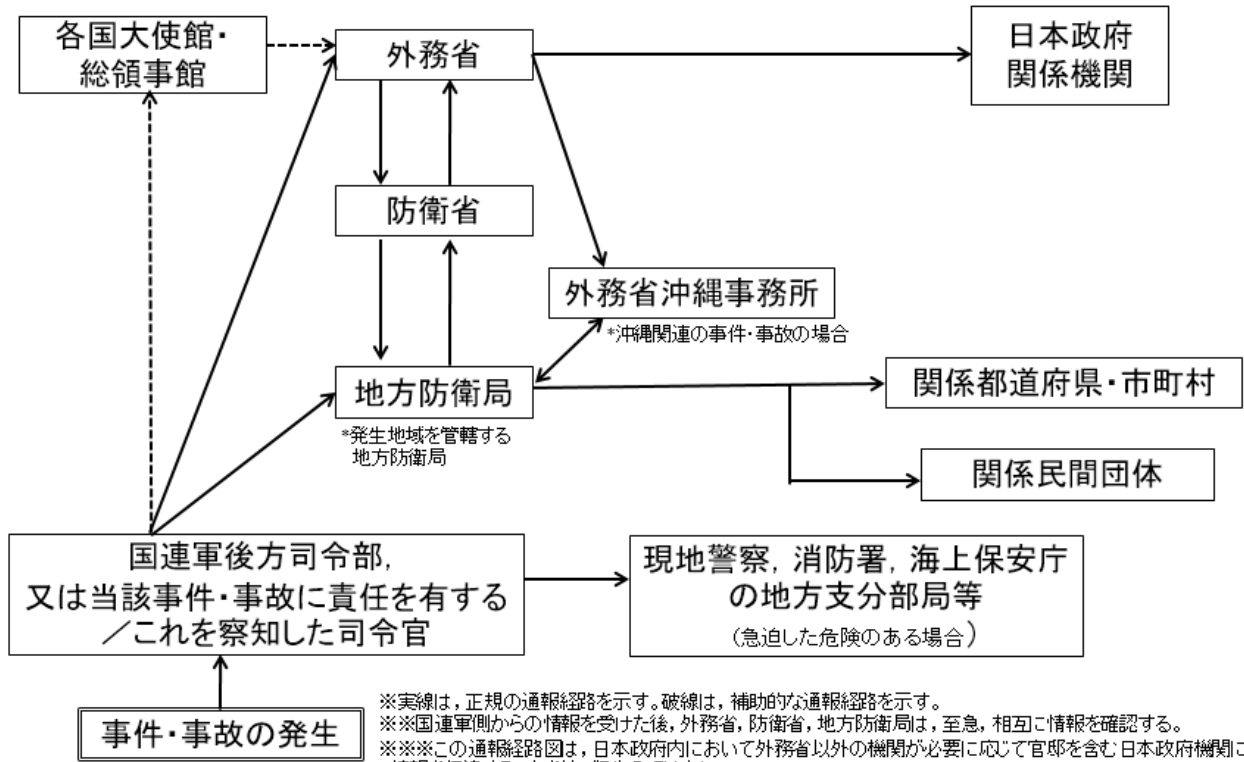 各国大使館・
総領事館
外務省
日本政府
関係機関
防衛省
外務省沖縄事務所
*沖縄関連の事件・事故の場合
地方防衛局
*発生地域を管轄する
地方防衛局
関係都道府県・市町村
関係民間団体
国連軍後方司令部,
又は当該事件・事故に責任を有する
／これを察知した司令官
現地警察, 消防署, 海上保安庁
の地方支分部局等
(急迫した危険のある場合)
事件・事故の発生
※実線は, 正規の通報経路を示す。破線は, 補助的な通報経路を示す。
※※国連軍側からの情報を受けた後, 外務省, 防衛省, 地方防衛局は, 至急, 相互に情報を確認する。
※※※この通報経路図は, 日本政府内において外務省以外の機関が必要に応じて官邸を含む日本政府機関に